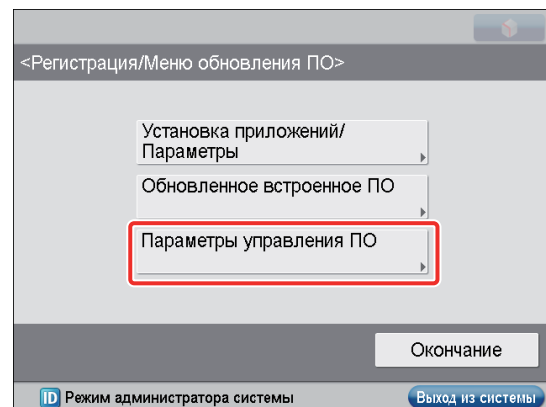 <Регистрация/Меню обновления ПО>
Установка приложений/
Параметры
Обновленное встроенное ПО
Параметры управления ПО
Окончание
ID Режим администратора системы
Выход из системы